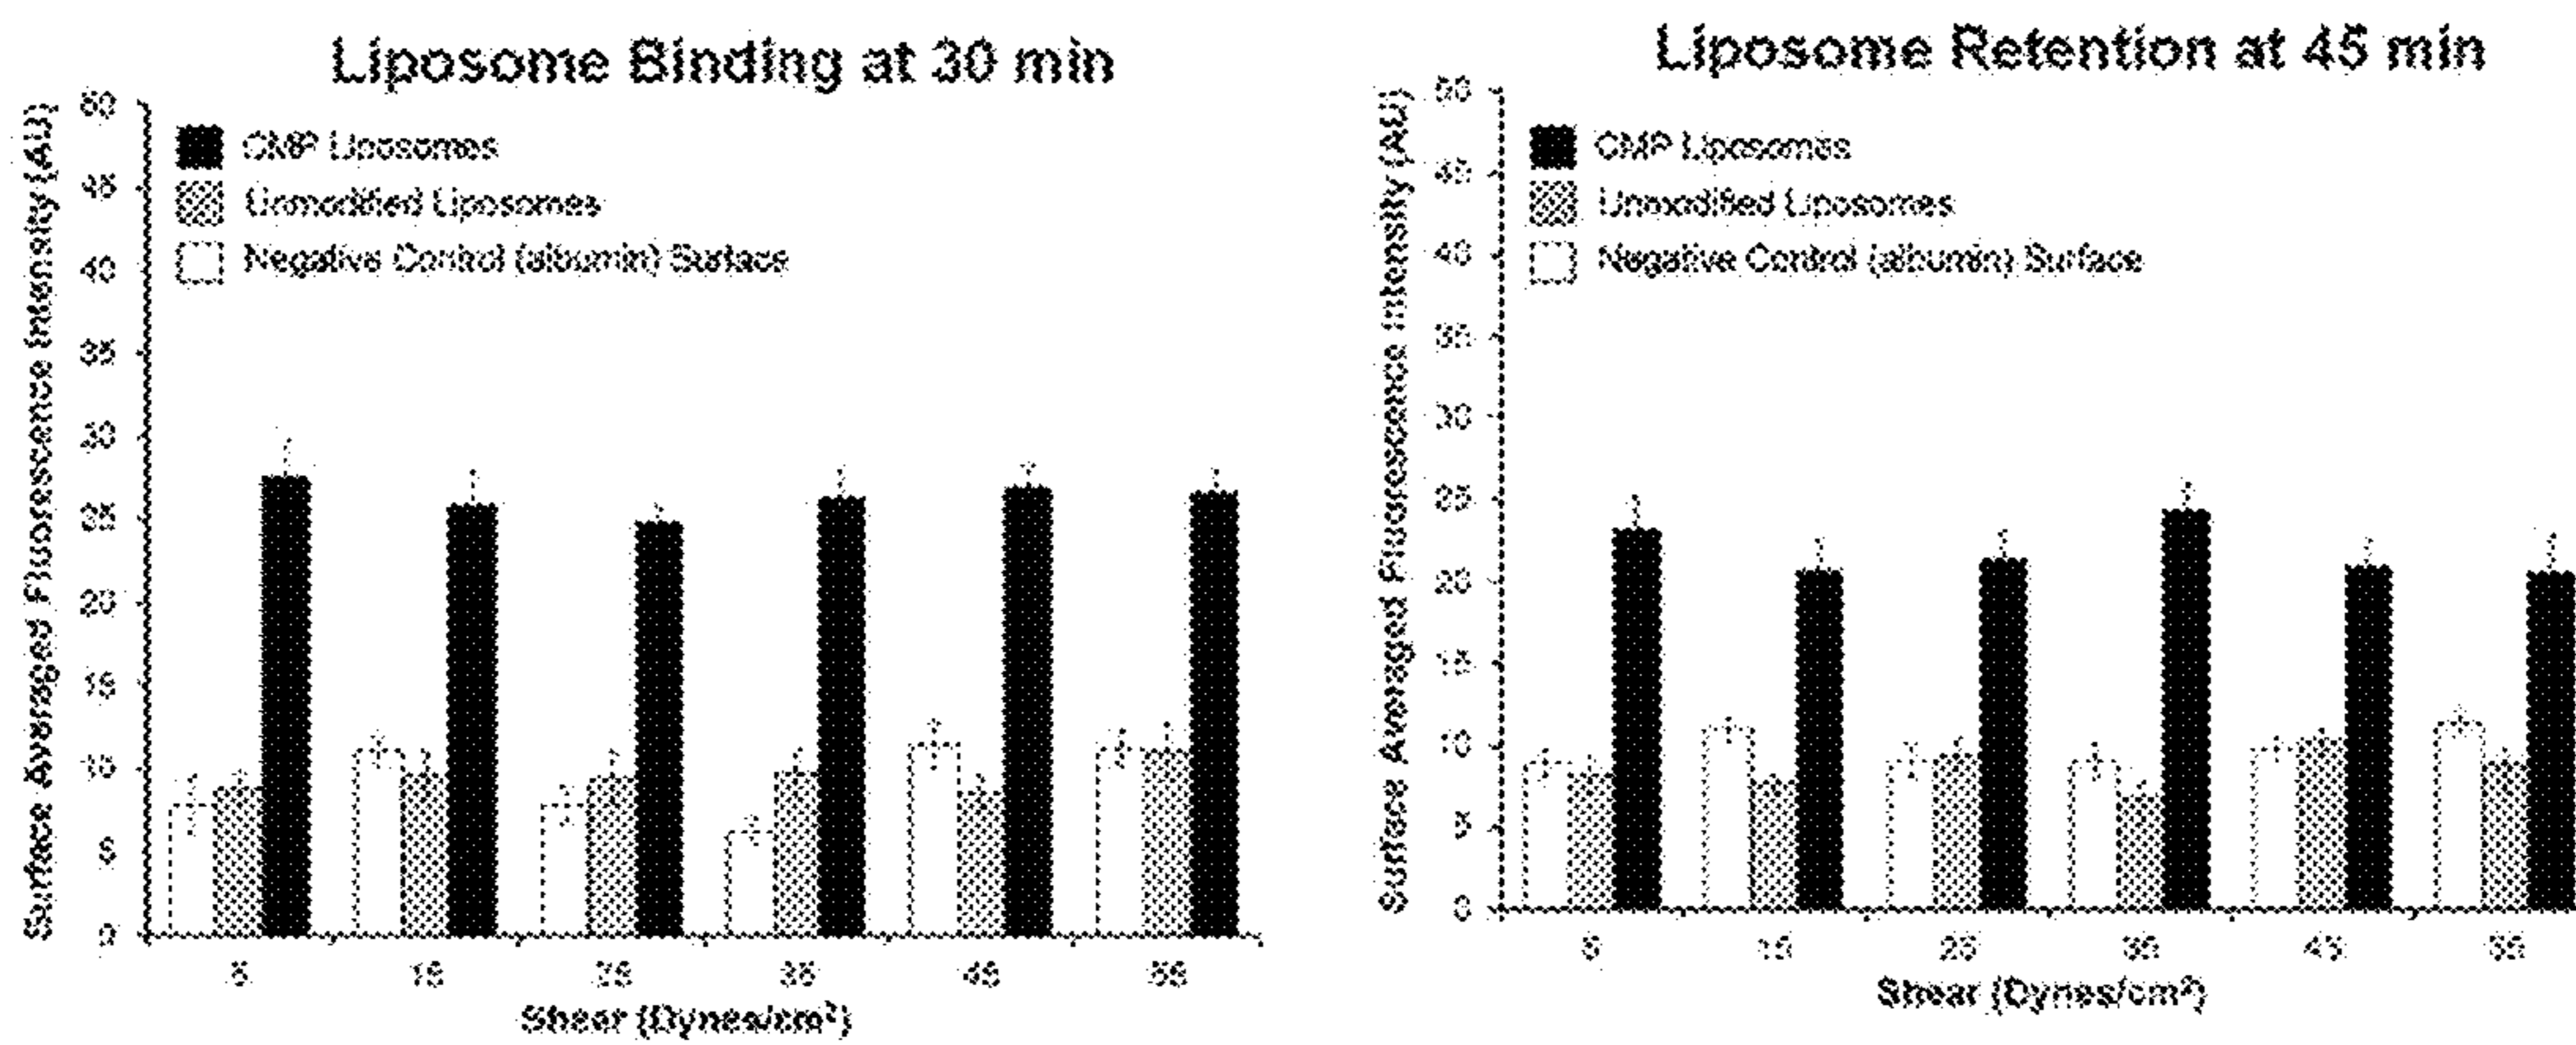 Liposome Binding at 30 min
Surface Averaged Fluorescence Intensity (AU)
50
45
40
35
30
25
20
15
10
5
0
CMP Liposomes
Unmodified Liposomes
Negative Control (albumin) Surface
5 15 25 35 45 55
Shear (Dynes/cm²)
Liposome Retention at 45 min
Surface Averaged Fluorescence Intensity (AU)
50
45
40
35
30
25
20
15
10
5
0
CMP Liposomes
Unmodified Liposomes
Negative Control (albumin) Surface
5 15 25 35 45 55
Shear (Dynes/cm²)